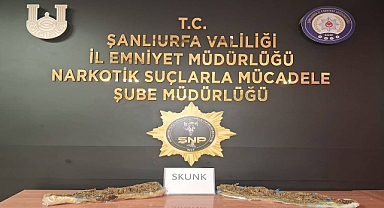 T.C.
ŞANLIURFA VALİLİĞİ
İL EMNİYET MÜDÜRLÜĞÜ
NARKOTİK SUÇLARLA MÜCADELE
ŞUBE MÜDÜRLÜĞÜ
SNP
SKUNK